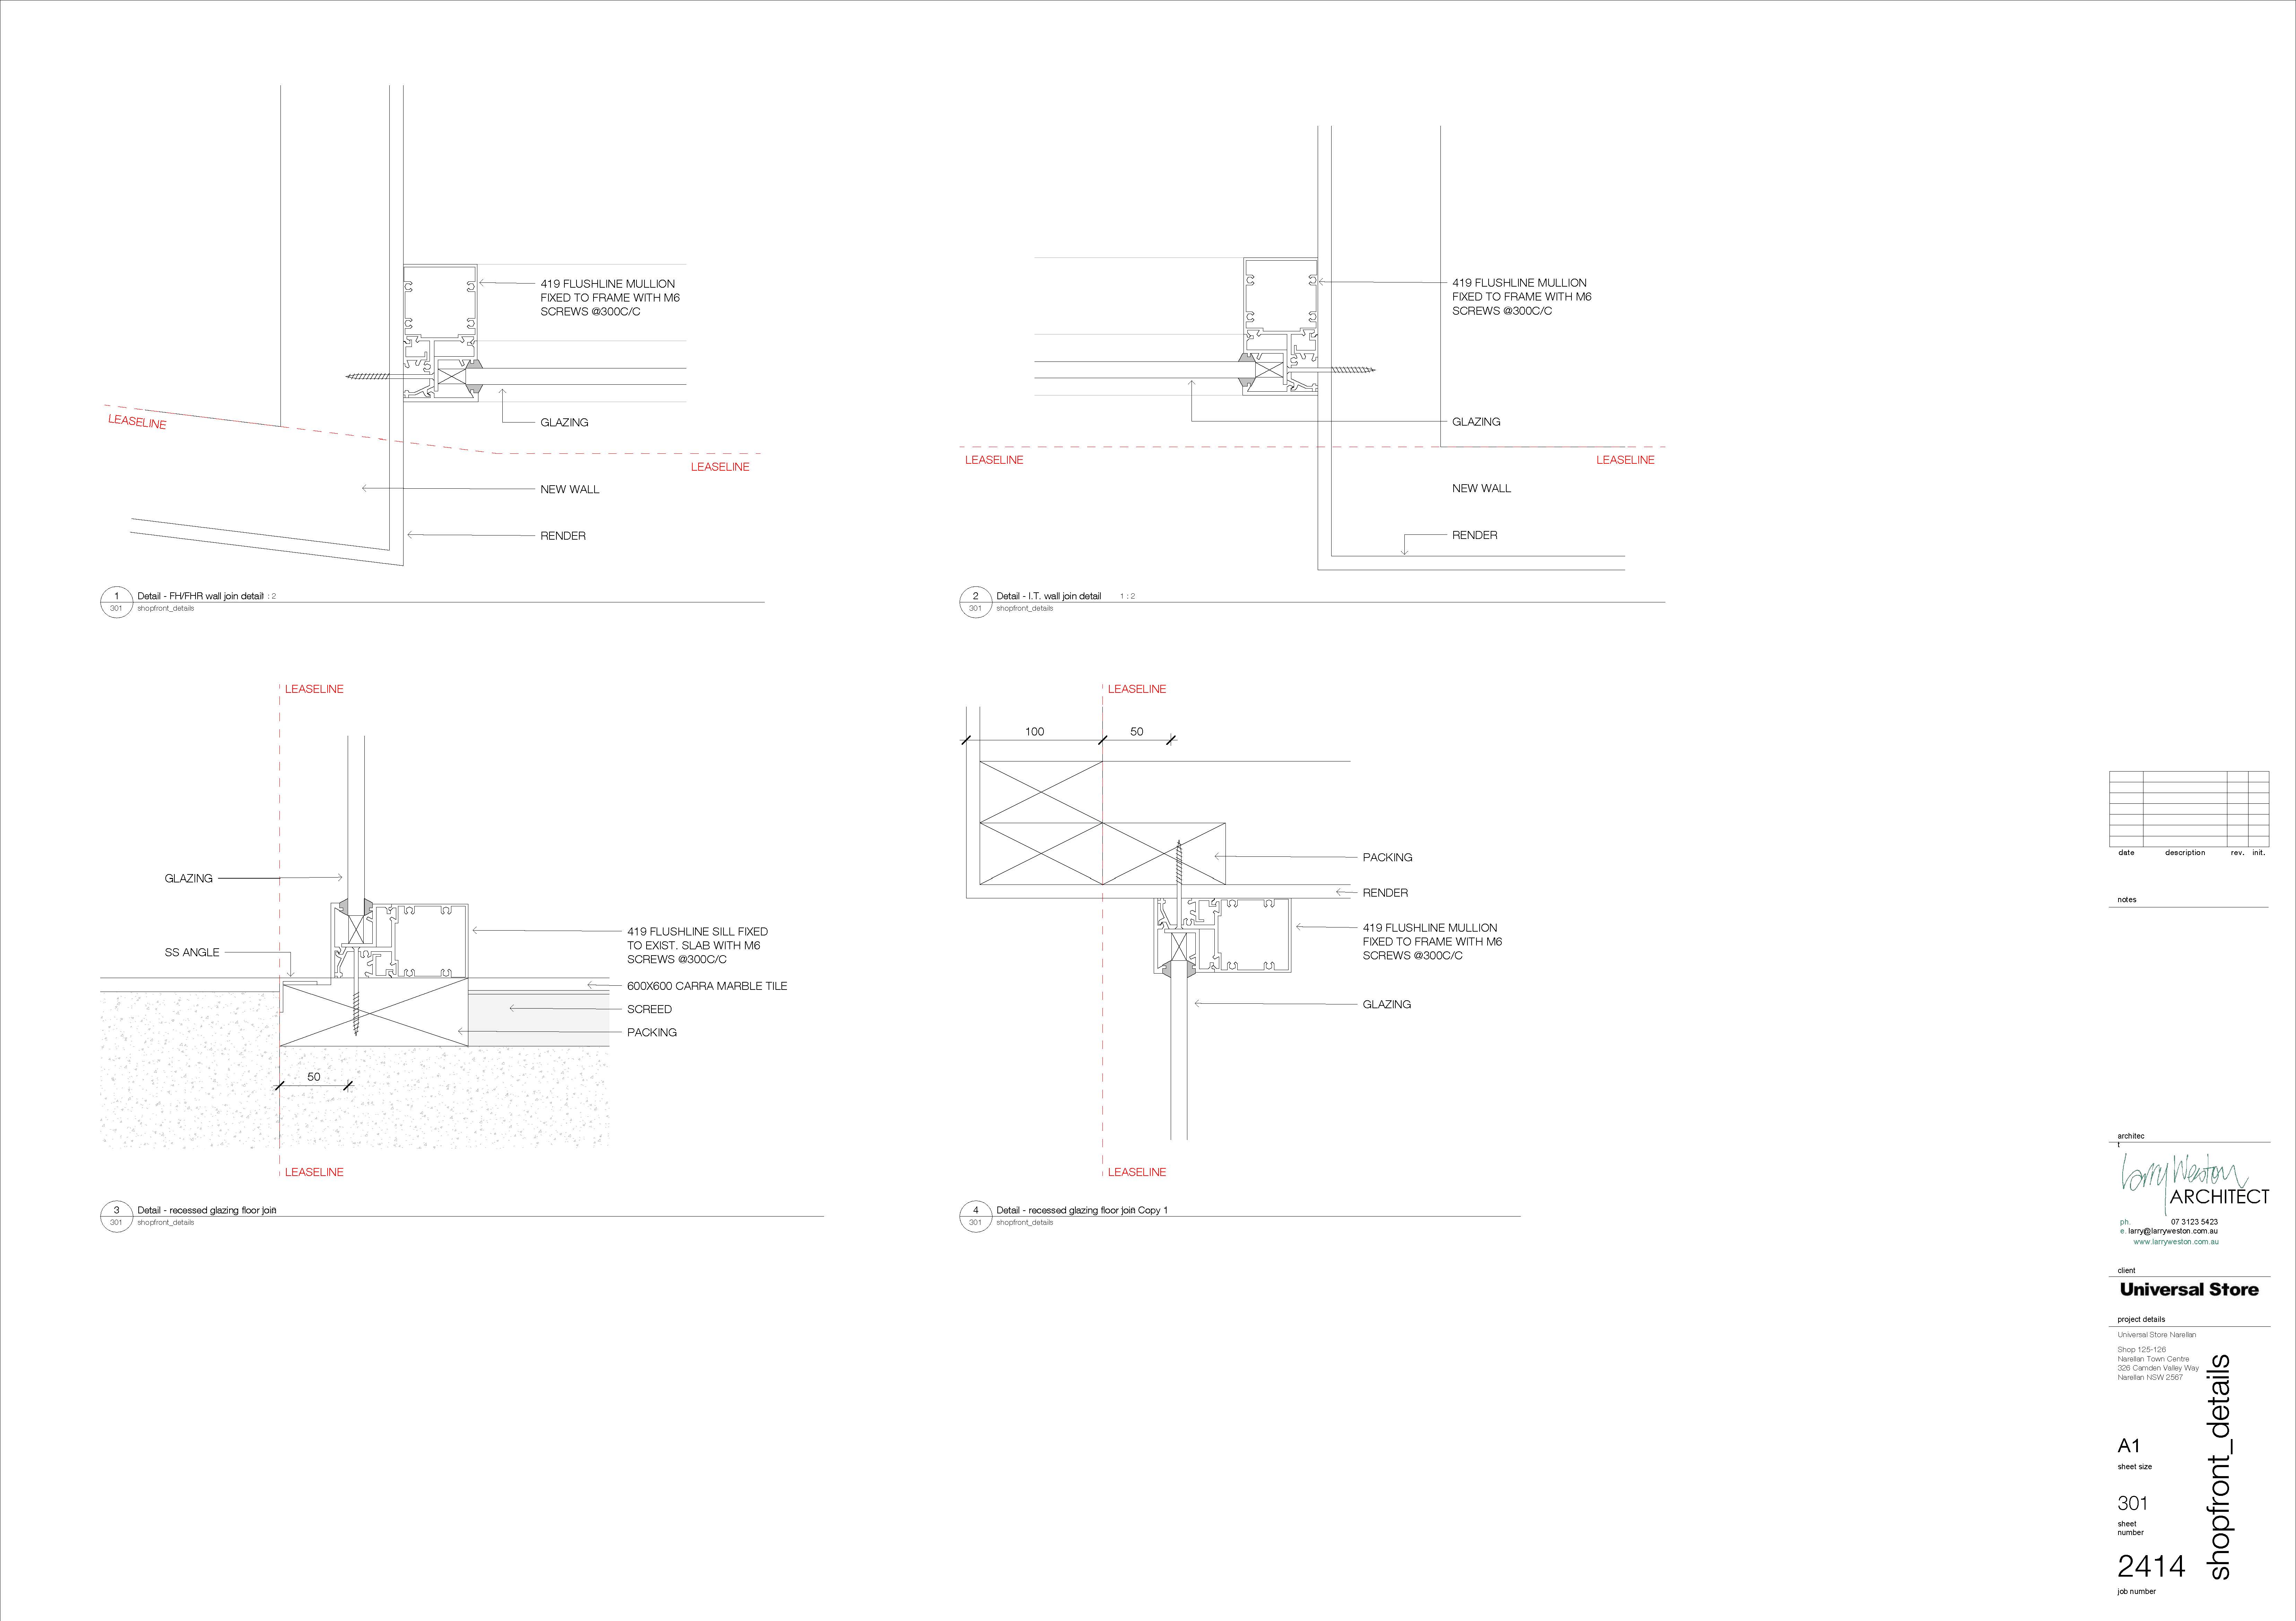 419 FLUSHLINE MULLION
FIXED TO FRAME WITH M6
SCREWS @300C/C
LEASELINE
GLAZING
LEASELINE
NEW WALL
RENDER
1
301
Detail - FH/FHR wall join detail : 2
shopfront_details
419 FLUSHLINE MULLION
FIXED TO FRAME WITH M6
SCREWS @300C/C
GLAZING
LEASELINE
LEASELINE
NEW WALL
RENDER
2
301
Detail - I.T. wall join detail 1 : 2
shopfront_details
LEASELINE
GLAZING
SS ANGLE
419 FLUSHLINE SILL FIXED
TO EXIST. SLAB WITH M6
SCREWS @300C/C
600X600 CARRA MARBLE TILE
SCREED
PACKING
50
LEASELINE
3
301
Detail - recessed glazing floor join
shopfront_details
LEASELINE
100
50
PACKING
RENDER
419 FLUSHLINE MULLION
FIXED TO FRAME WITH M6
SCREWS @300C/C
GLAZING
LEASELINE
4
301
Detail - recessed glazing floor join Copy 1
shopfront_details
date description rev. init.
notes
architec
t
Larry Weston
ARCHITECT
ph. 07 3123 5423
e. larry@larryweston.com.au
www.larryweston.com.au
client
Universal Store
project details
Universal Store Narellan
Shop 125-126
Narellan Town Centre
326 Camden Valley Way
Narellan NSW 2567
shopfront_details
A1
sheet size
301
sheet
number
2414
job number